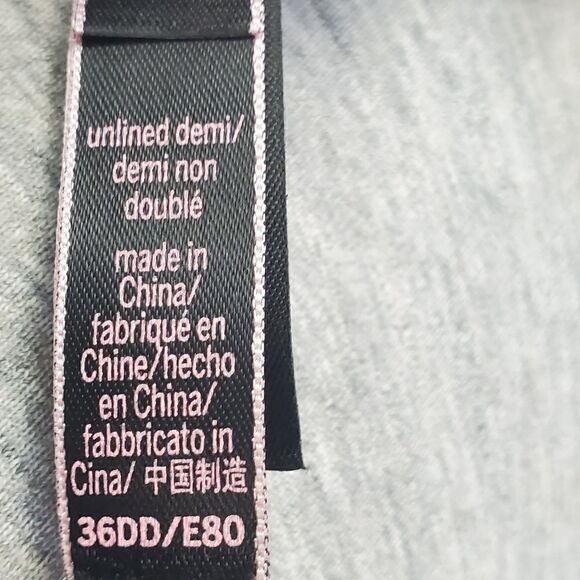 unlined demi/
demi non
doublé
made in
China/
fabriqué en
Chine/hecho
en China/
fabbricato in
Cina/ 中国制造
36DD/E80